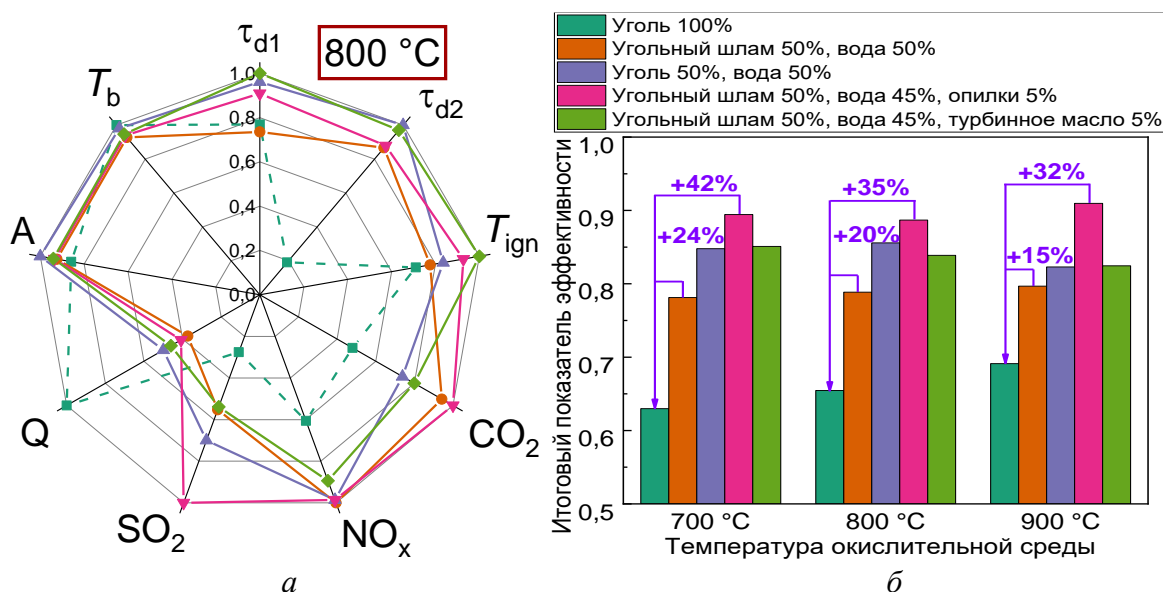 800 °C
τd1
τd2
Tign
CO2
NOx
SO2
Q
A
Tb
1,0
0,8
0,6
0,4
0,2
0,0
а
Уголь 100%
Угольный шлам 50%, вода 50%
Уголь 50%, вода 50%
Угольный шлам 50%, вода 45%, опилки 5%
Угольный шлам 50%, вода 45%, турбинное масло 5%
Итоговый показатель эффективности
1,0
0,9
0,8
0,7
0,6
0,5
+42%
+24%
+35%
+20%
+32%
+15%
700 °C
800 °C
900 °C
Температура окислительной среды
б